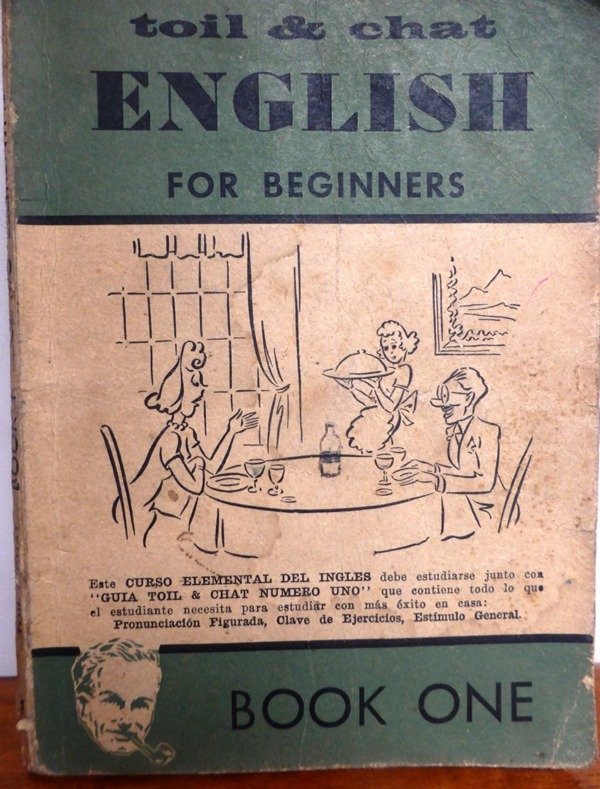 toil & chat
ENGLISH
FOR BEGINNERS
Este CURSO ELEMENTAL DEL INGLES debe estudiarse junto con
"GUIA TOIL & CHAT NUMERO UNO" que contiene todo lo que
el estudiante necesita para estudiar con más éxito en casa:
Pronunciación Figurada, Clave de Ejercicios, Estímulo General.
BOOK ONE